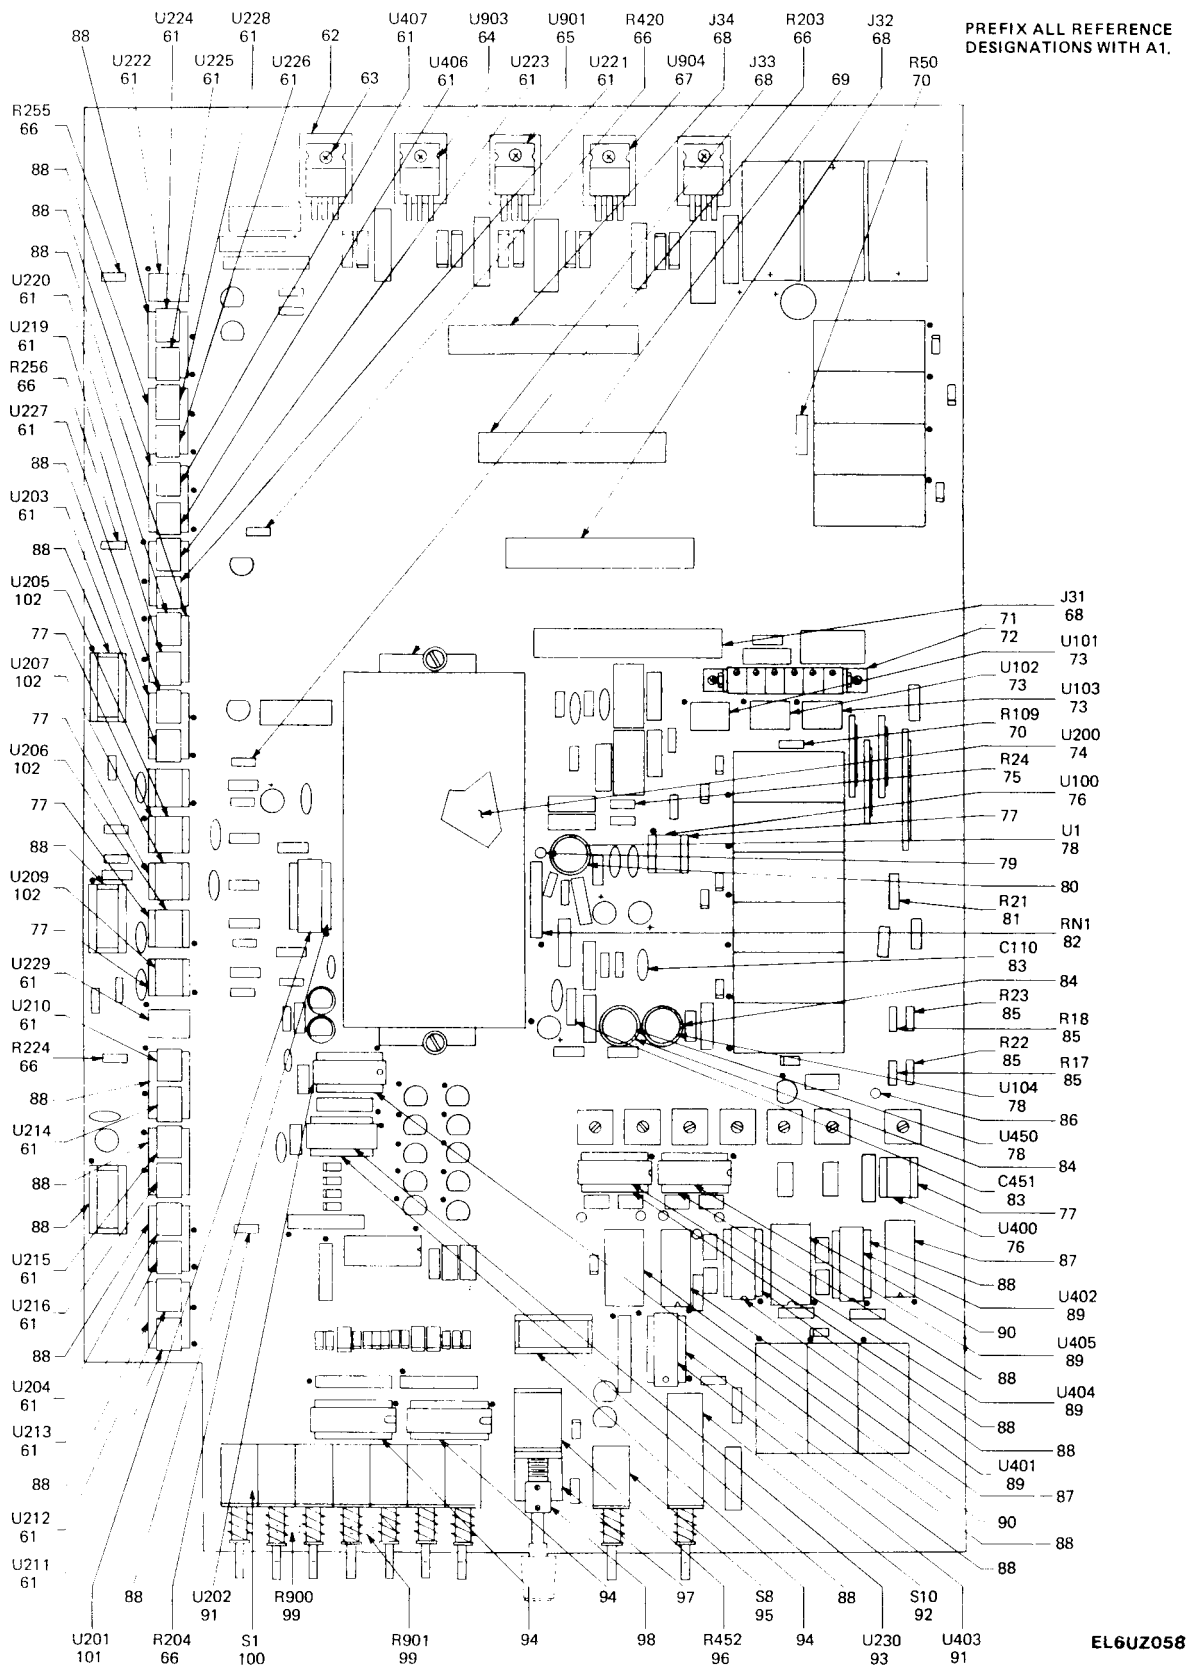 PREFIX ALL REFERENCE
DESIGNATIONS WITH A1.
88
U224
61
U228
61
62
U407
61
U903
64
U901
65
R420
66
J34
68
R203
66
J32
68
U222
61
U225
61
U226
61
63
U406
61
U223
61
U221
61
U904
67
J33
68
69
R50
70
R255
66
88
88
88
U220
61
U219
61
R256
66
U227
61
88
U203
61
88
U205
102
77
U207
102
77
U206
102
77
88
U209
102
77
U229
61
U210
61
R224
66
88
U214
61
88
88
U215
61
U216
61
88
U204
61
U213
61
88
U212
61
U211
61
J31
68
71
72
U101
73
U102
73
U103
73
R109
70
U200
74
R24
75
U100
76
77
U1
78
79
80
R21
81
RN1
82
C110
83
84
R23
85
R18
85
R22
85
R17
85
U104
78
86
U450
78
84
C451
83
77
U400
76
87
88
U402
89
90
U405
89
88
U404
89
88
88
U401
89
87
90
88
88
88
U202
91
R900
99
94
97
S8
95
88
S10
92
U201
101
R204
66
S1
100
R901
99
94
98
R452
96
94
U230
93
U403
91
EL6UZ058